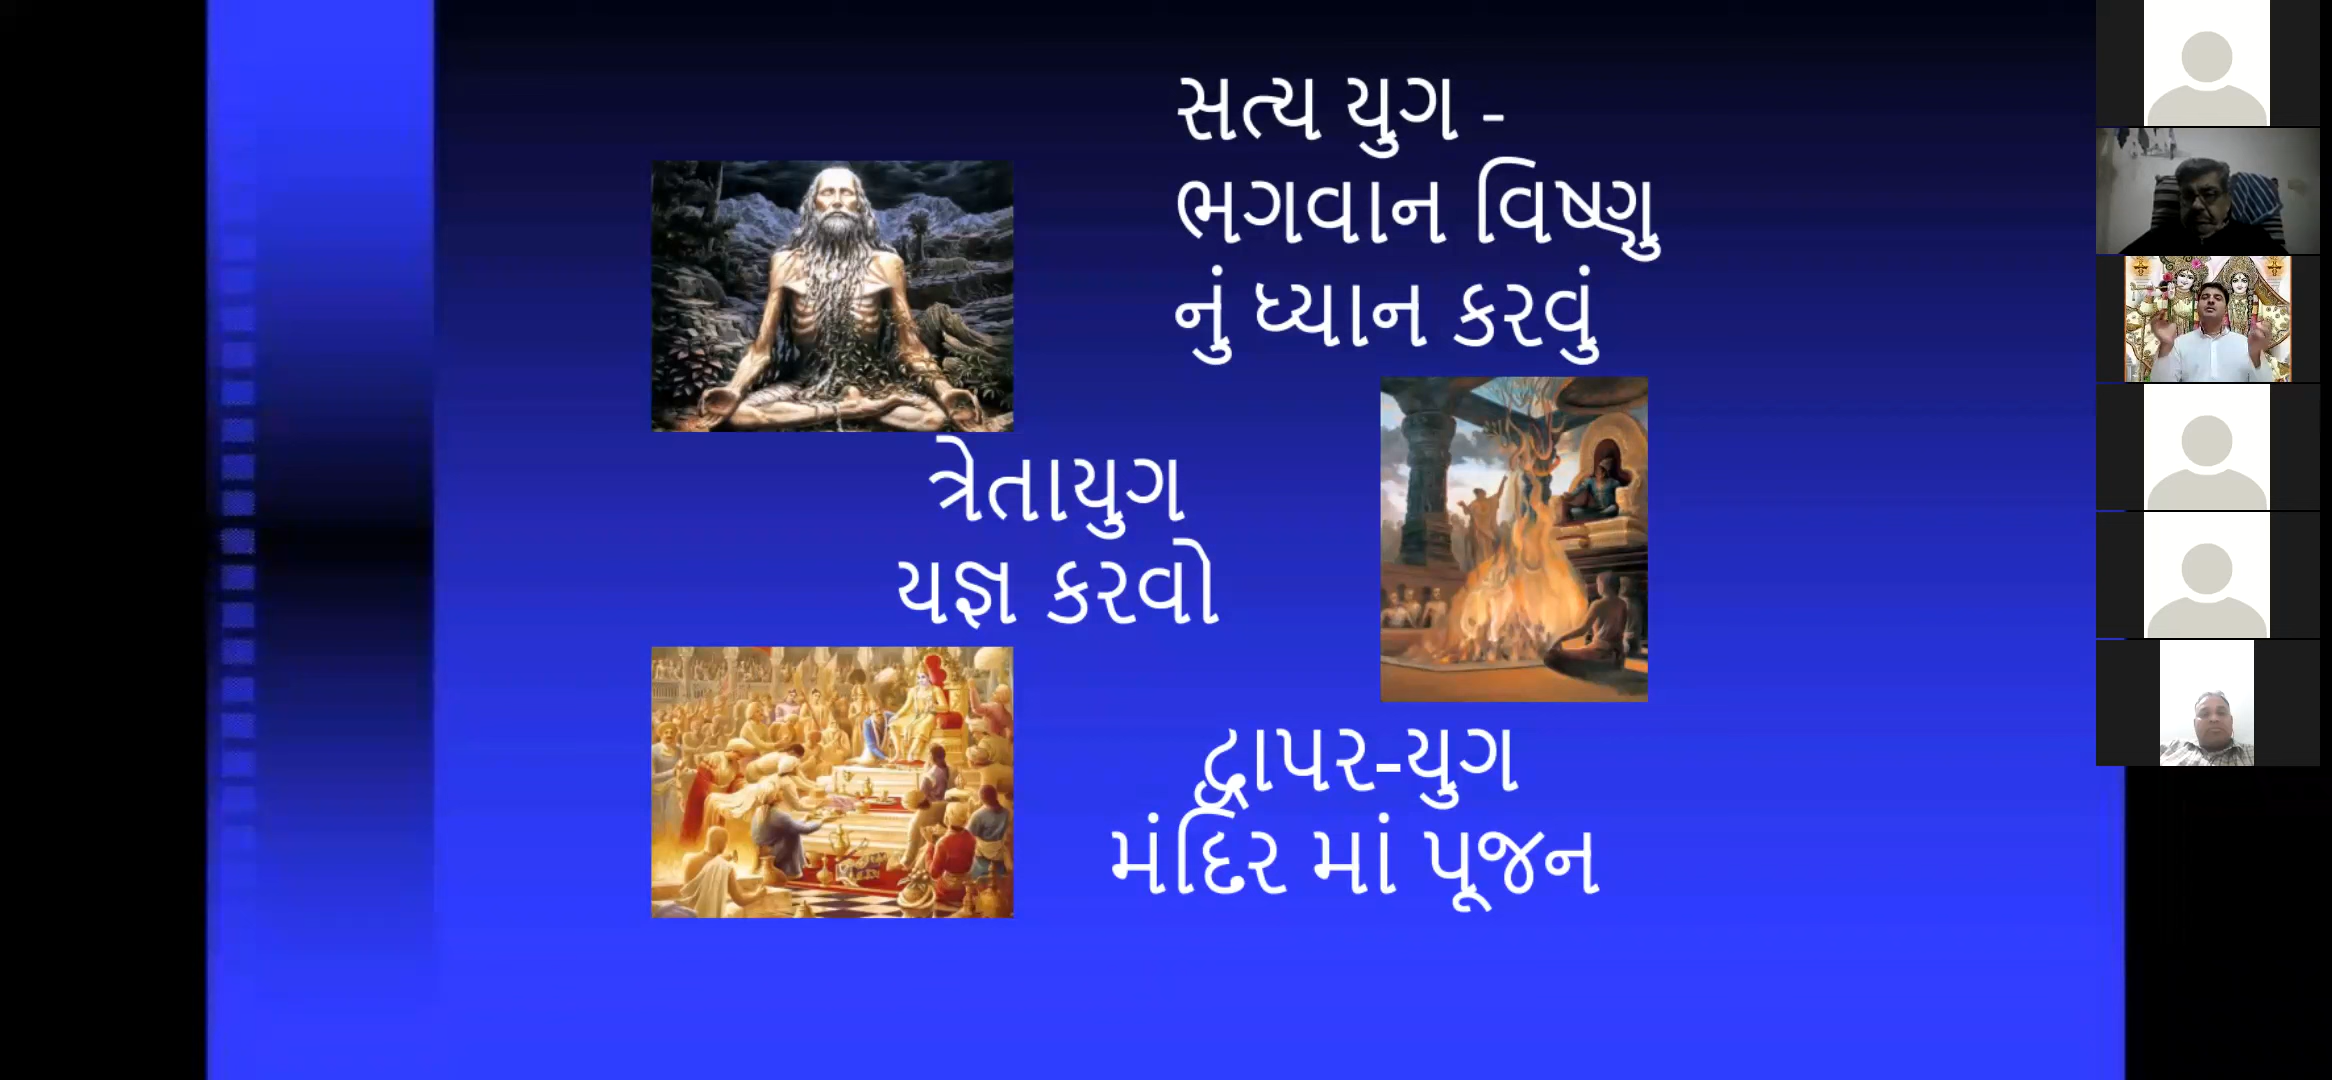 સત્ય યુગ -
ભગવાન વિષ્ણુ
નું ધ્યાન કરવું
ત્રેતાયુગ
યજ્ઞ કરવો
દ્વાપર-યુગ
મંદિર માં પૂજન